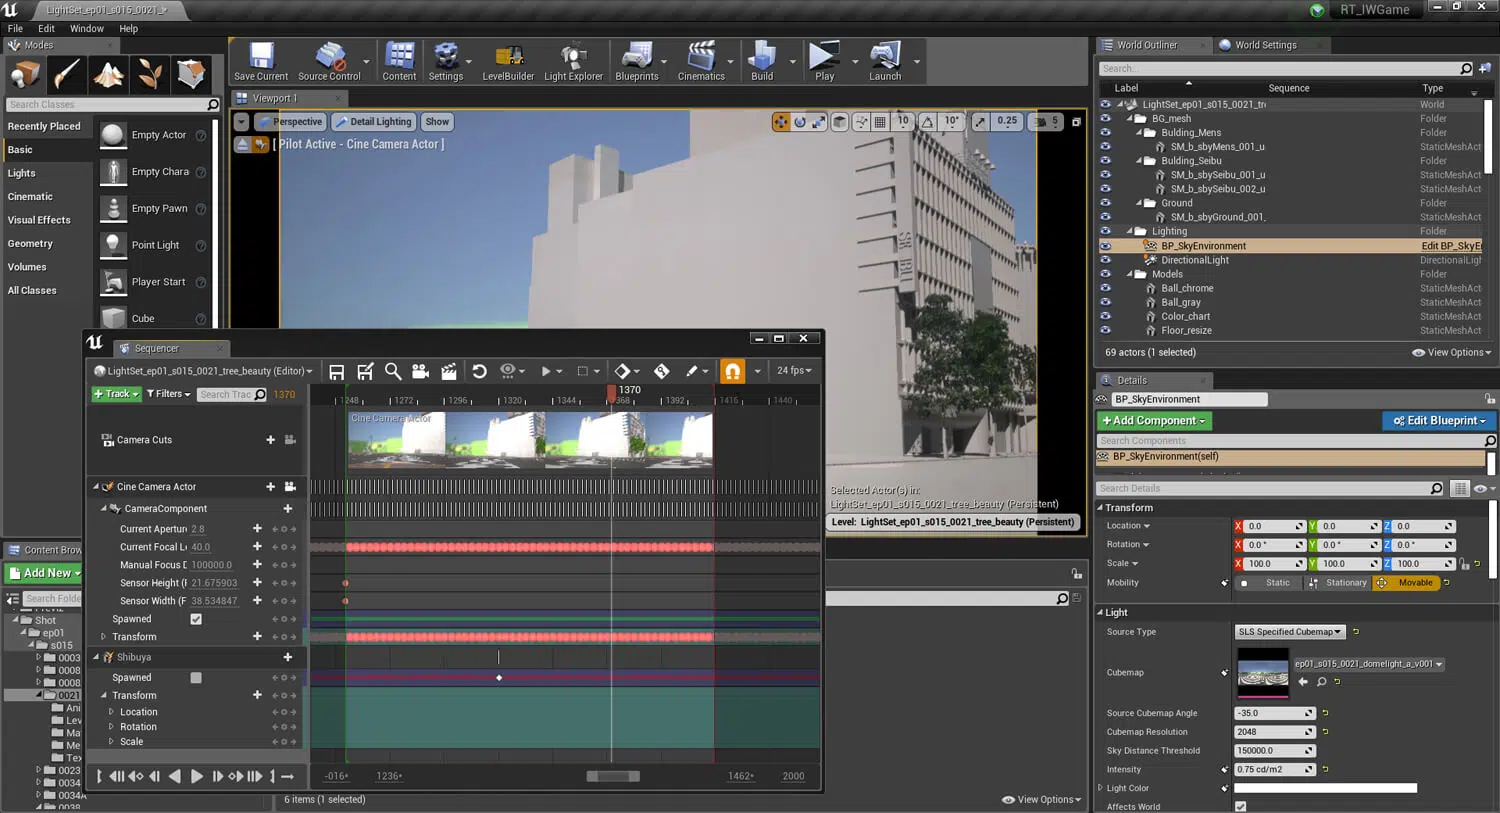 LightSet_ep01_s015_0021_
RT_IWGame
File Edit Window Help
Modes
Search Classes
Recently Placed
Basic
Lights
Cinematic
Visual Effects
Geometry
Volumes
All Classes
Empty Actor
Empty Chara
Empty Pawn
Point Light
Player Start
Cube
Save Current
Source Control
Content
Settings
LevelBuilder
Light Explorer
Blueprints
Cinematics
Build
Play
Launch
Viewport 1
Perspective
Detail Lighting
Show
10
10°
0.25
5
[ Pilot Active - Cine Camera Actor ]
SEIBU
Selected Actor(s) in:
LightSet_ep01_s015_0021_tree_beauty (Persistent)
Level: LightSet_ep01_s015_0021_tree_beauty (Persistent)
World Outliner
World Settings
Search...
Label Sequence Type
LightSet_ep01_s015_0021_tr World
BG_mesh Folder
Bulding_Mens Folder
SM_b_sbyMens_001_u StaticMeshAct
Bulding_Seibu Folder
SM_b_sbySeibu_001_u StaticMeshAct
SM_b_sbySeibu_002_u StaticMeshAct
Ground Folder
SM_b_sbyGround_001_ StaticMeshAct
Lighting Folder
BP_SkyEnvironment Edit BP_SkyE
DirectionalLight DirectionalLigh
Models Folder
Ball_chrome StaticMeshAct
Ball_gray StaticMeshAct
Color_chart StaticMeshAct
Floor_resize StaticMeshAct
69 actors (1 selected)
View Options
Details
BP_SkyEnvironment
Add Component
Edit Blueprint
Search Components
BP_SkyEnvironment(self)
Search Details
Transform
Location X 0.0 Y 0.0 Z 0.0
Rotation X 0.0° Y 0.0° Z 0.0°
Scale X 100.0 Y 100.0 Z 100.0
Mobility Static Stationary Movable
Light
Source Type SLS Specified Cubemap
Cubemap ep01_s015_0021_domelight_a_v001
Source Cubemap Angle -35.0
Cubemap Resolution 2048
Sky Distance Threshold 150000.0
Intensity 0.75 cd/m2
Light Color
Affects World
Sequencer
LightSet_ep01_s015_0021_tree_beauty (Editor)
24 fps
Track
Filters
Search Trac
1370
1370
1248 1272 1296 1320 1344 1368 1392 1416 1440
Camera Cuts
Cine Camera Actor
Cine Camera Actor
CameraComponent
Current Apertur 2.8
Current Focal L 40.0
Manual Focus D 100000.0
Sensor Height (F 21.675903
Sensor Width (F 38.534847
Spawned
Transform
Shibuya
Spawned
Transform
Location
Rotation
Scale
-016+ 1236+ 1462+ 2000
Content Brow
Add New
Search Folde
Shot
ep01
s015
0003
0008
0008
0021
Ani
Lev
Ma
Me
Tex
0023
0034
0034A
0038
6 items (1 selected)
View Options